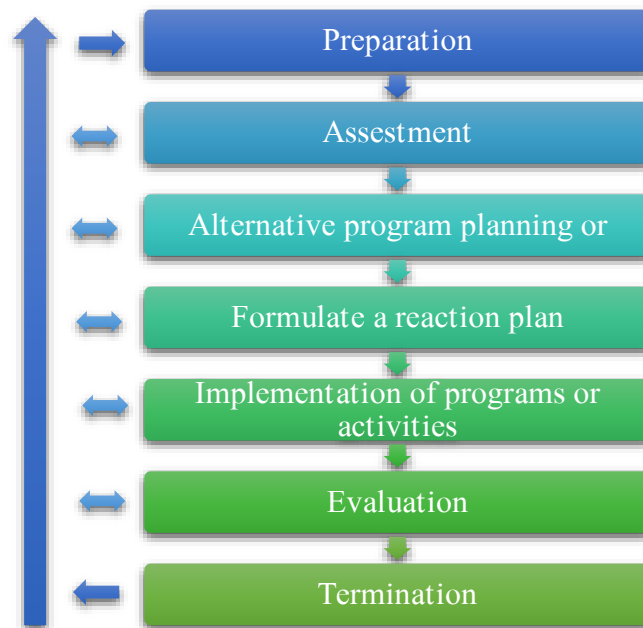 Preparation
Assestment
Alternative program planning or
Formulate a reaction plan
Implementation of programs or
activities
Evaluation
Termination